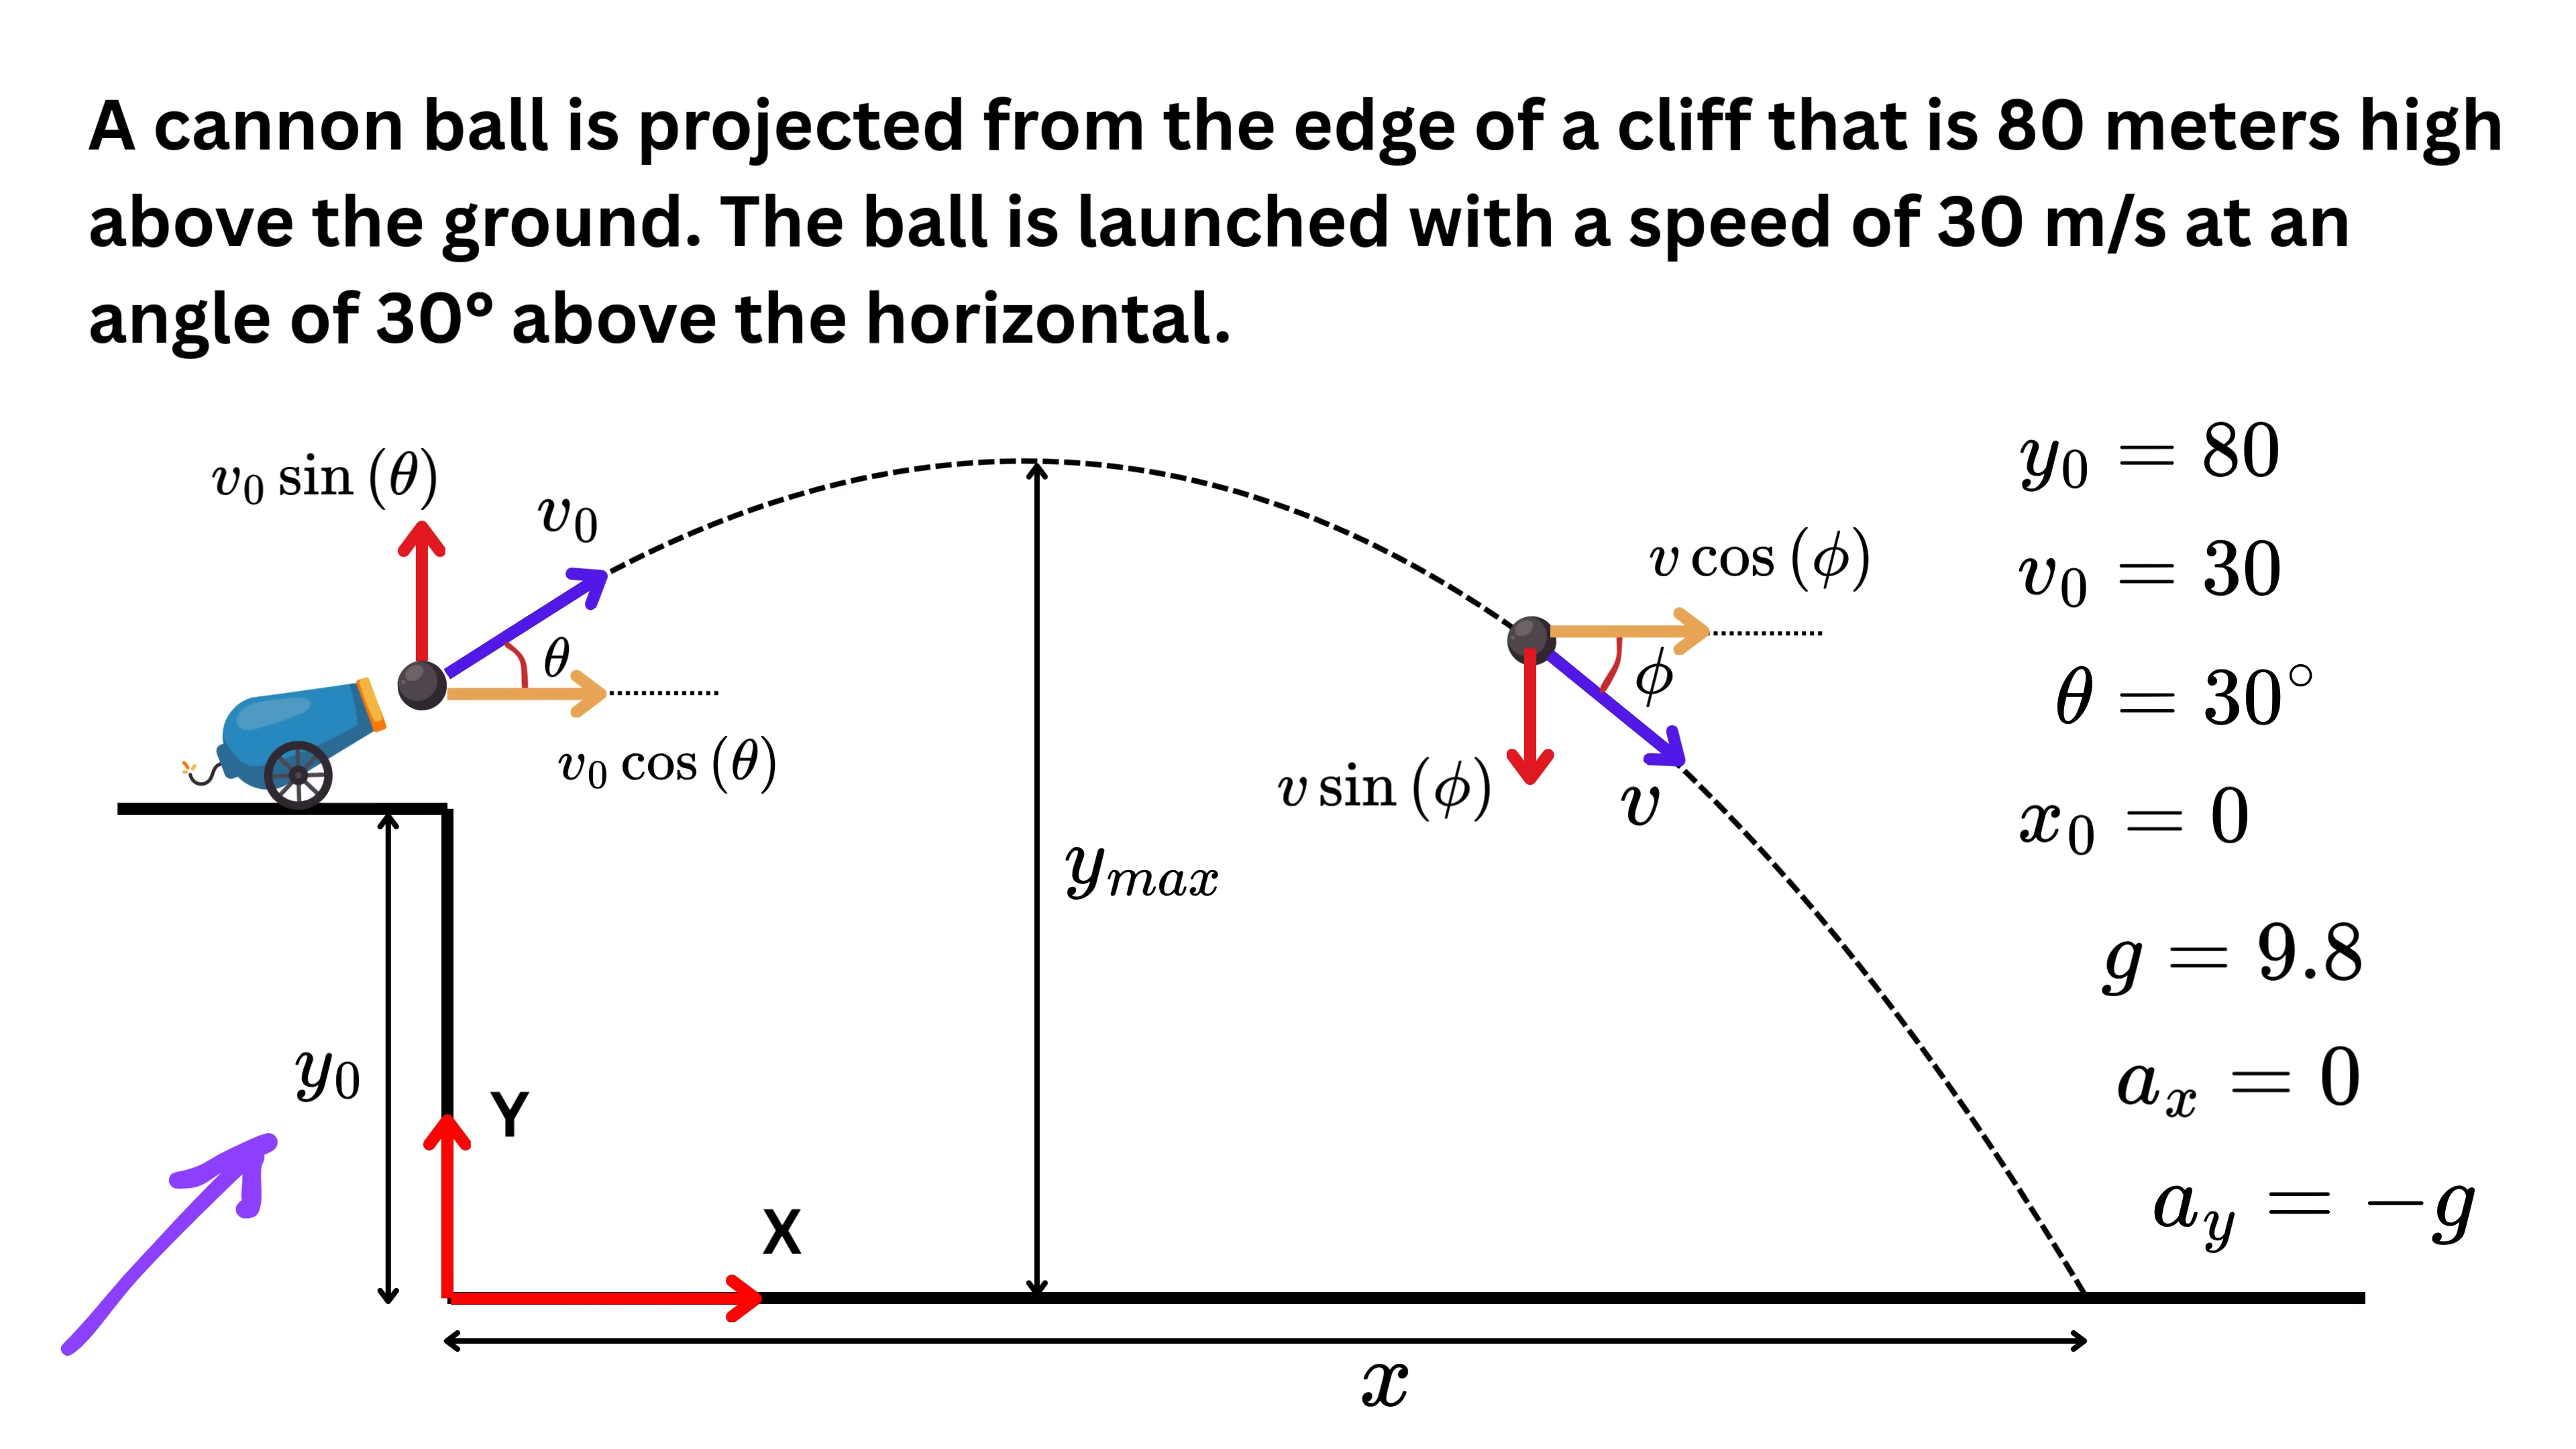 A cannon ball is projected from the edge of a cliff that is 80 meters high
above the ground. The ball is launched with a speed of 30 m/s at an
angle of 30° above the horizontal.
v₀ sin (θ)
v₀
θ
v₀ cos (θ)
y₀
Y
X
y_max
v cos (ϕ)
ϕ
v sin (ϕ)
v
x
y₀ = 80
v₀ = 30
θ = 30°
x₀ = 0
g = 9.8
aₓ = 0
a_y = −g